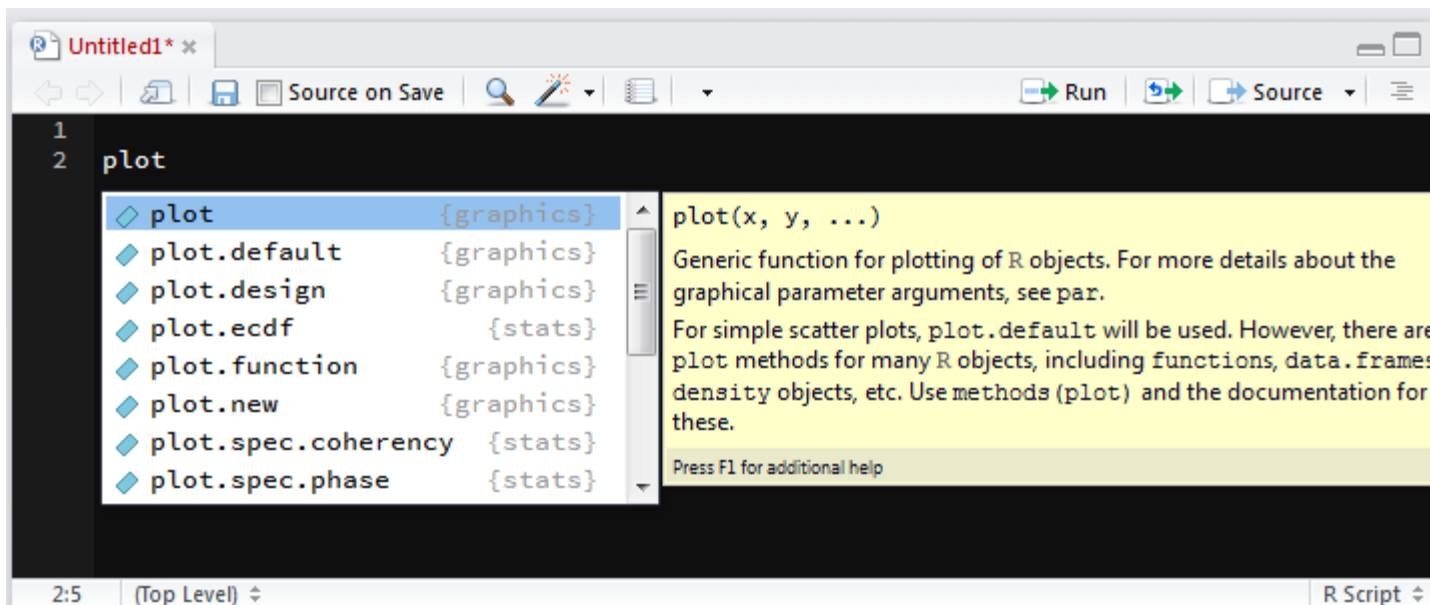 Untitled1*
Source on Save Run Source
1
2 plot
plot {graphics}
plot.default {graphics}
plot.design {graphics}
plot.ecdf {stats}
plot.function {graphics}
plot.new {graphics}
plot.spec.coherency {stats}
plot.spec.phase {stats}
plot(x, y, ...)
Generic function for plotting of R objects. For more details about the
graphical parameter arguments, see par.
For simple scatter plots, plot.default will be used. However, there are
plot methods for many R objects, including functions, data.frames
density objects, etc. Use methods(plot) and the documentation for
these.
Press F1 for additional help
2:5 (Top Level) R Script